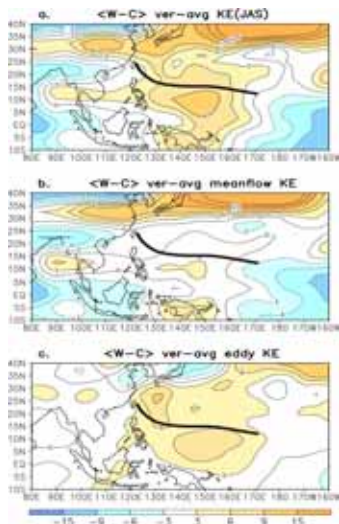 a. <W-C> ver-avg KE(JAS)
40N
35N
30N
25N
20N
15N
10N
5N
EQ
5S
10S
80E 90E 100E 110E 120E 130E 140E 150E 160E 170E 180 170W 160W
b. <W-C> ver-avg meanflow KE
40N
35N
30N
25N
20N
15N
10N
5N
EQ
5S
10S
80E 90E 100E 110E 120E 130E 140E 150E 160E 170E 180 170W 160W
c. <W-C> ver-avg eddy KE
40N
35N
30N
25N
20N
15N
10N
5N
EQ
5S
10S
80E 90E 100E 110E 120E 130E 140E 150E 160E 170E 180 170W 160W
-15 -9 -6 -3 3 6 9 15